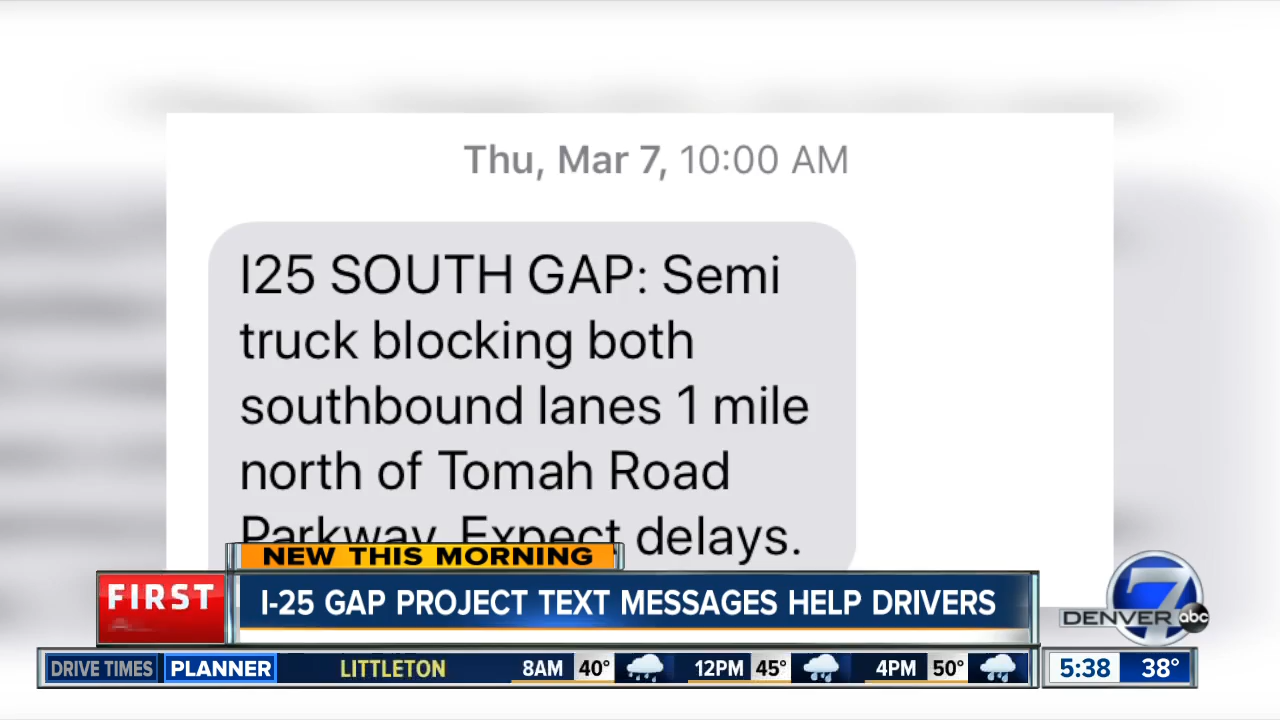 Thu, Mar 7, 10:00 AM
I25 SOUTH GAP: Semi
truck blocking both
southbound lanes 1 mile
north of Tomah Road
Parkway. Expect delays.
NEW THIS MORNING
FIRST
I-25 GAP PROJECT TEXT MESSAGES HELP DRIVERS
7
DENVER abc
DRIVE TIMES PLANNER LITTLETON 8AM 40° 12PM 45° 4PM 50° 5:38 38°